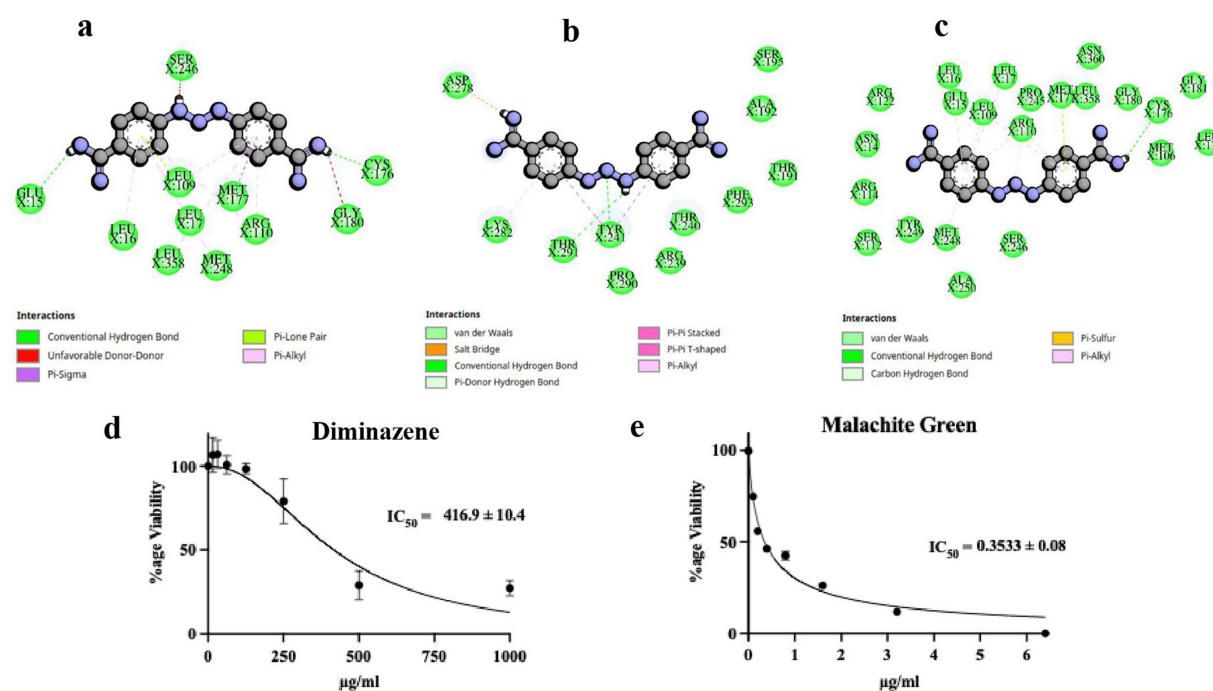 a
SER
X:246
GLU
X:15
LEU
X:16
LEU
X:109
LEU
X:17
LEU
X:358
MET
X:177
MET
X:248
ARG
X:110
GLY
X:180
CYS
X:176
Interactions
Conventional Hydrogen Bond
Unfavorable Donor-Donor
Pi-Sigma
Pi-Lone Pair
Pi-Alkyl
b
ASP
X:278
LYS
X:282
THR
X:291
TYR
X:241
PRO
X:290
ARG
X:239
THR
X:240
PHE
X:293
THR
X:191
ALA
X:192
SER
X:195
Interactions
van der Waals
Salt Bridge
Conventional Hydrogen Bond
Pi-Donor Hydrogen Bond
Pi-Pi Stacked
Pi-Pi T-shaped
Pi-Alkyl
c
ARG
X:122
ASN
X:14
ARG
X:114
SER
X:112
TYR
X:249
MET
X:248
ALA
X:250
SER
X:246
LEU
X:16
GLU
X:15
LEU
X:109
LEU
X:17
PRO
X:245
ARG
X:110
MET
LEU
X:358
ASN
X:360
GLY
X:180
CYS
X:176
GLY
X:181
MET
X:106
Interactions
van der Waals
Conventional Hydrogen Bond
Carbon Hydrogen Bond
Pi-Sulfur
Pi-Alkyl
d
Diminazene
%age Viability
100
50
0
IC50 = 416.9 ± 10.4
0 250 500 750 1000
µg/ml
e
Malachite Green
%age Viability
100
50
0
IC50 = 0.3533 ± 0.08
0 1 2 3 4 5 6
µg/ml